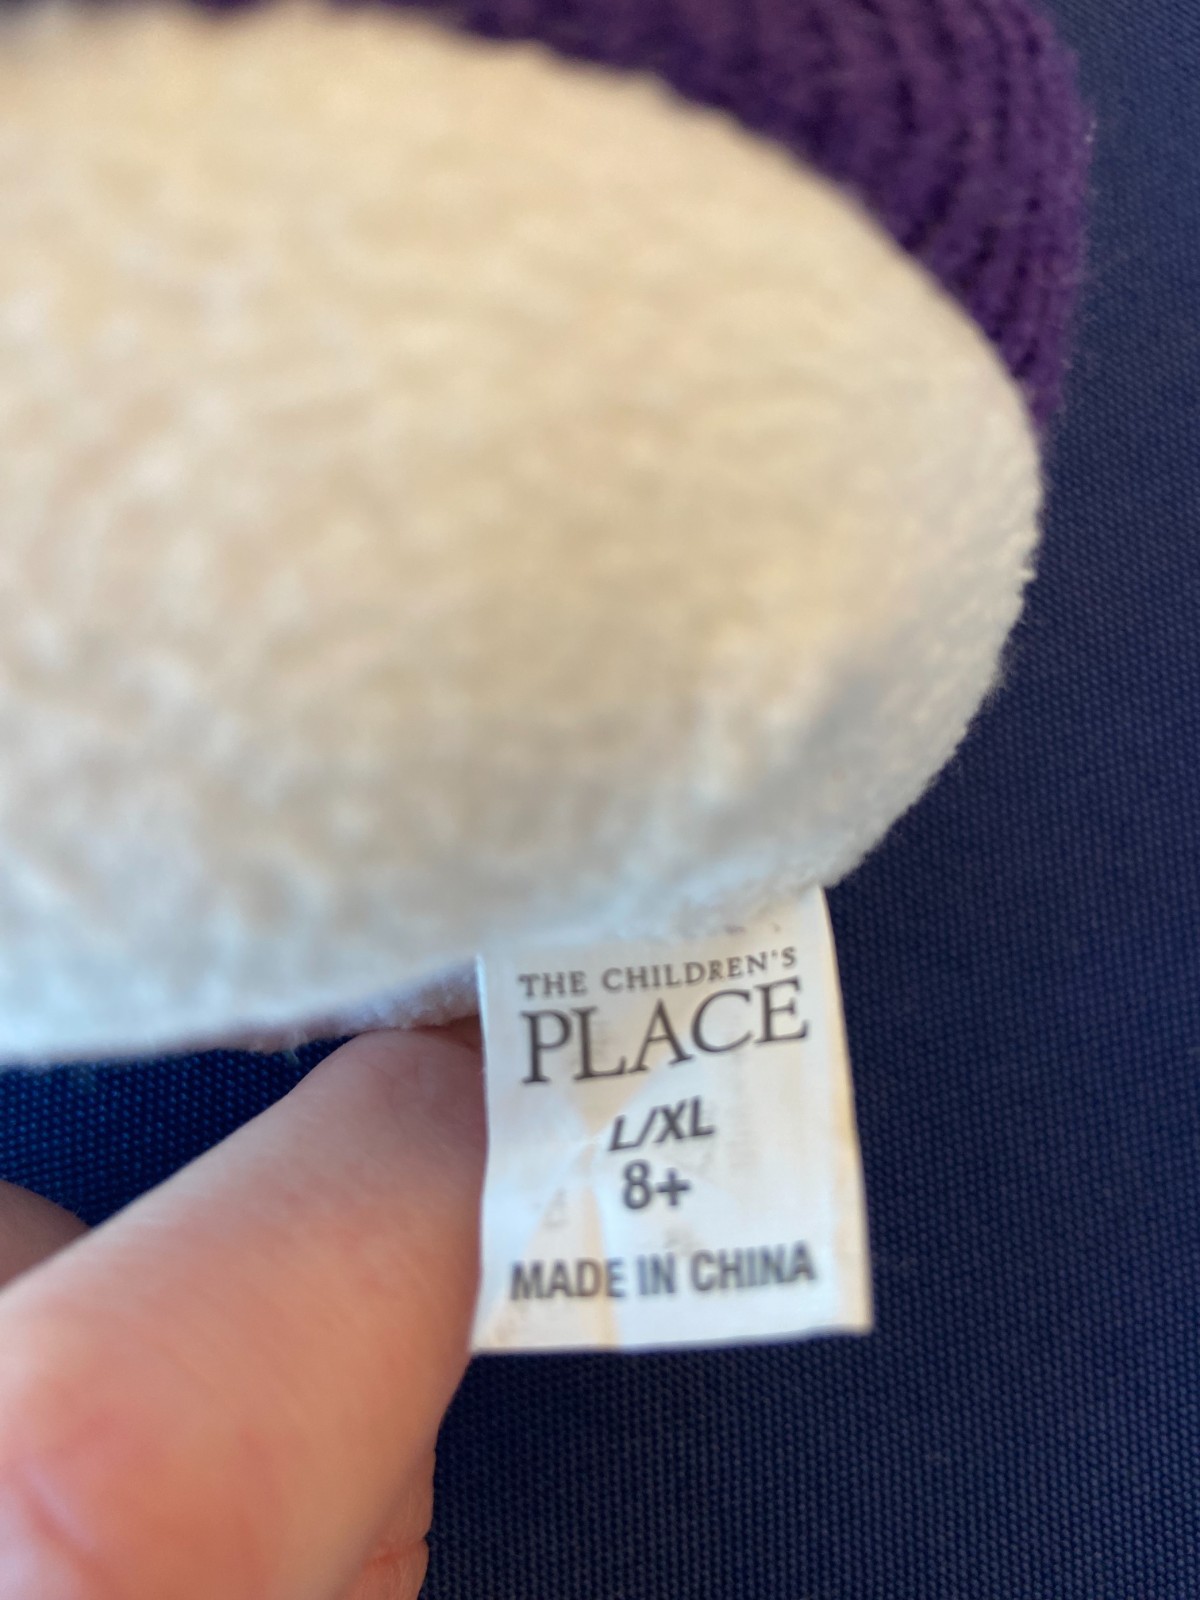 THE CHILDREN'S
PLACE
L/XL
8+
MADE IN CHINA